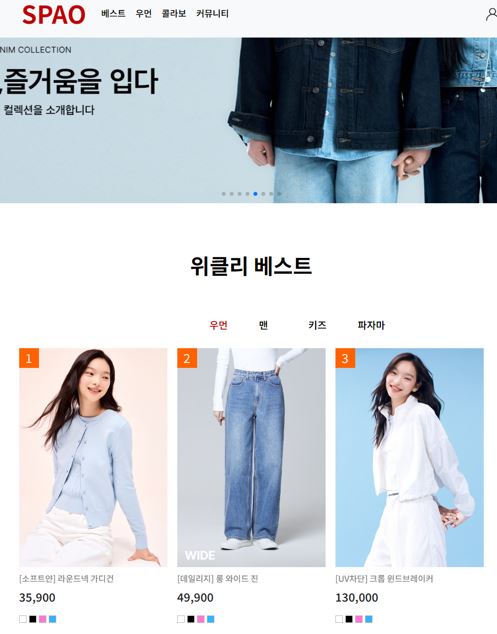 SPAO 베스트 우먼 콜라보 커뮤니티
NIM COLLECTION
,즐거움을 입다
컬렉션을 소개합니다
위클리 베스트
우먼 맨 키즈 파자마
1 2 3
WIDE
[소프트얀] 라운드넥 가디건 [데일리지] 롱 와이드 진 [UV차단] 크롭 윈드브레이커
35,900 49,900 130,000